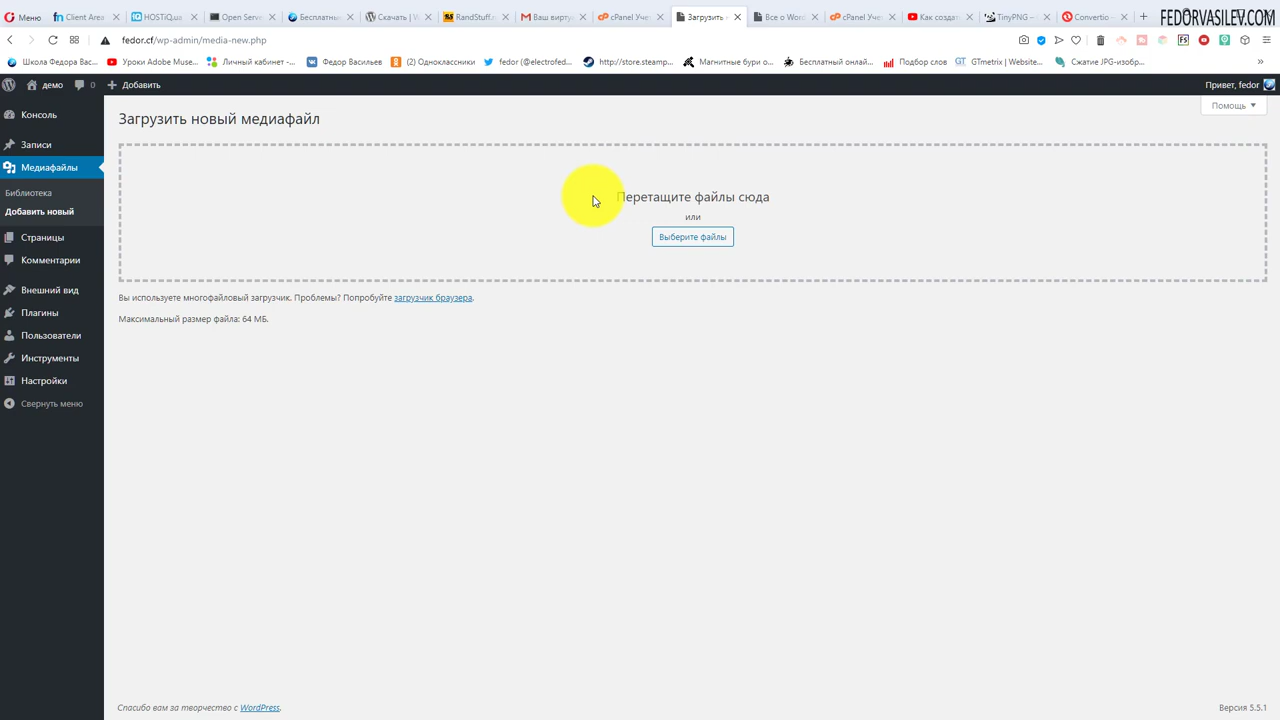 Меню
Client Area
HOSTiQ.ua
Open Serve
Бесплатный
Скачать | W
RandStuff.r
Ваш вирту
cPanel Учет
Загрузить
Все о Word
cPanel Учет
Как создат
TinyPNG –
Convertio –
FEDORVASILEV.COM
fedor.cf/wp-admin/media-new.php
Школа Федора Вас...
Уроки Adobe Muse...
Личный кабинет -...
Федор Васильев
(2) Одноклассники
fedor (@electrofed...
http://store.steamp...
Магнитные бури о...
Бесплатный онлай...
Подбор слов
GTmetrix | Website...
Сжатие JPG-изобр...
демо
0
Добавить
Привет, fedor
Помощь
Консоль
Записи
Медиафайлы
Библиотека
Добавить новый
Страницы
Комментарии
Внешний вид
Плагины
Пользователи
Инструменты
Настройки
Свернуть меню
Загрузить новый медиафайл
Перетащите файлы сюда
или
Выберите файлы
Вы используете многофайловый загрузчик. Проблемы? Попробуйте загрузчик браузера.
Максимальный размер файла: 64 МБ.
Спасибо вам за творчество с WordPress.
Версия 5.5.1